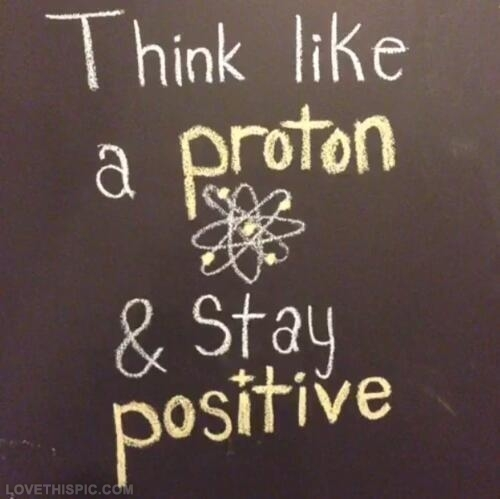 Think like
a proton
& Stay
positive
LOVETHISPIC.COM